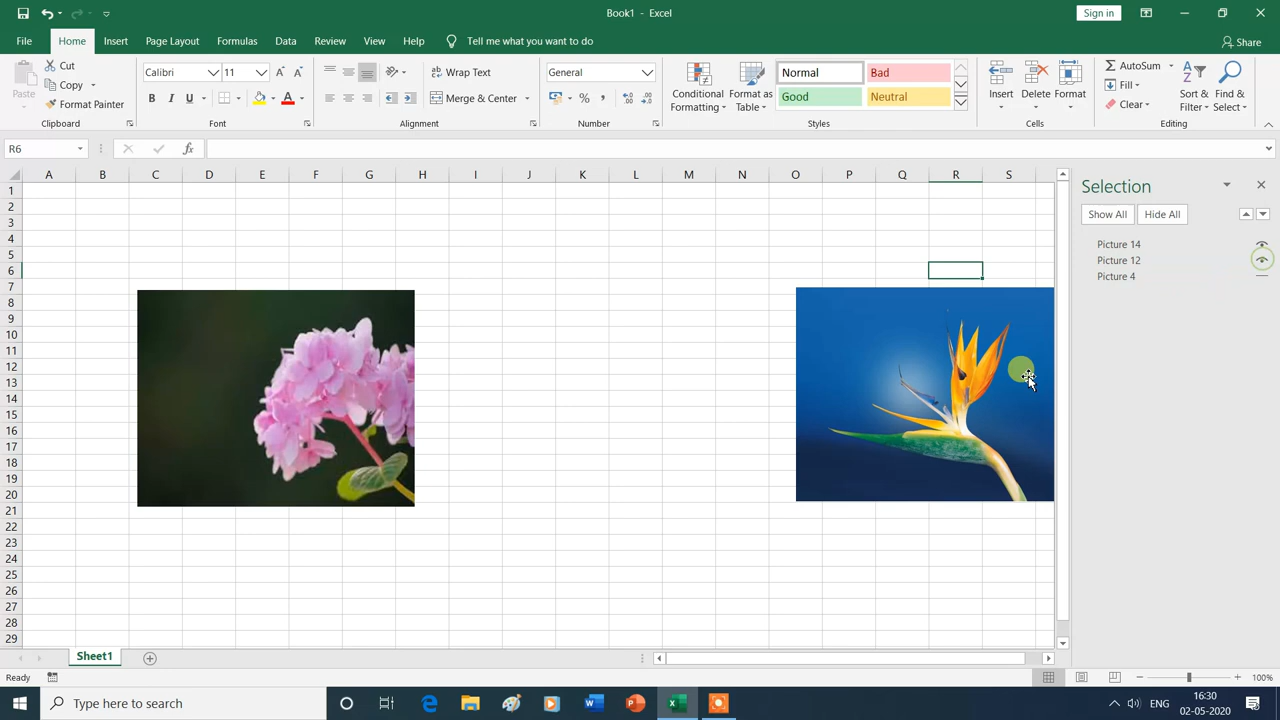 Book1 - Excel
Sign in
File Home Insert Page Layout Formulas Data Review View Help Tell me what you want to do Share
Paste
Cut
Copy
Format Painter
Clipboard
Calibri 11
B I U
Font
Wrap Text
Merge & Center
Alignment
General
Number
Conditional Formatting
Format as Table
Normal Bad
Good Neutral
Styles
Insert Delete Format
Cells
AutoSum
Fill
Clear
Sort & Filter
Find & Select
Editing
R6
fx
A B C D E F G H I J K L M N O P Q R S
1
2
3
4
5
6
7
8
9
10
11
12
13
14
15
16
17
18
19
20
21
22
23
24
25
26
27
28
29
Selection
Show All Hide All
Picture 14
Picture 12
Picture 4
Sheet1
Ready
100%
Type here to search
ENG
16:30
02-05-2020